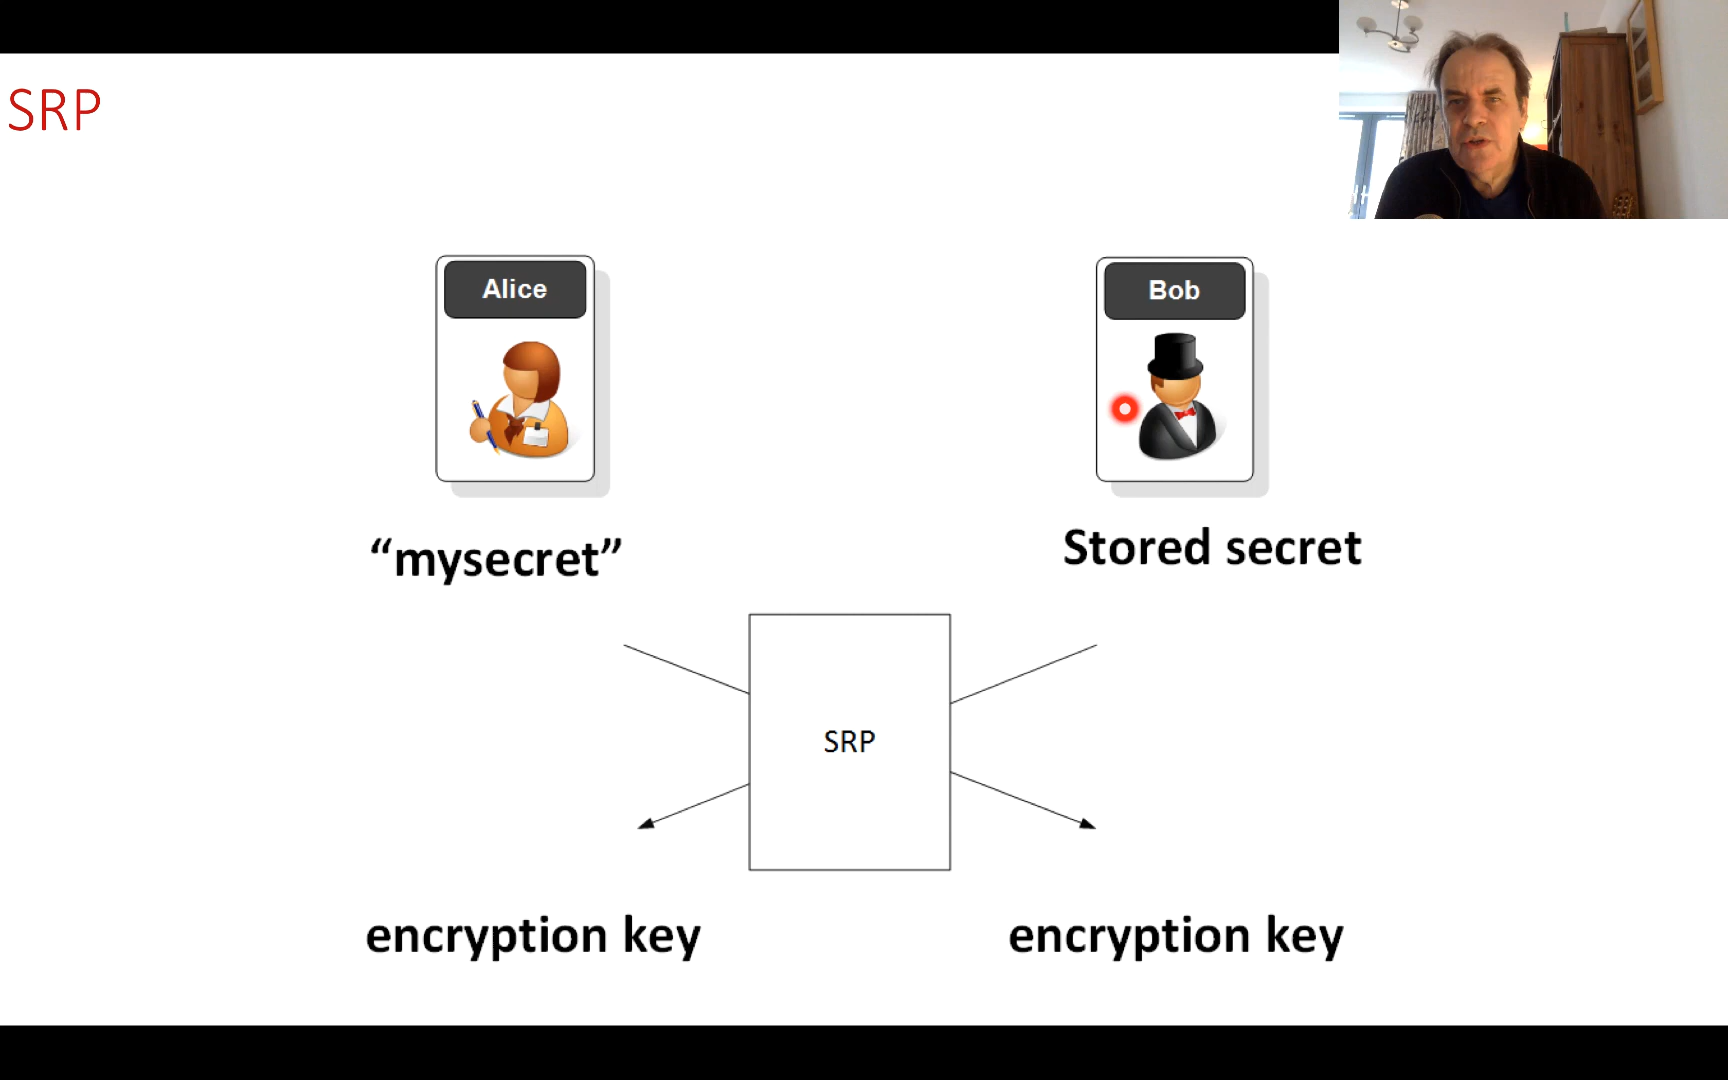 SRP
Alice
Bob
“mysecret”
Stored secret
SRP
encryption key
encryption key